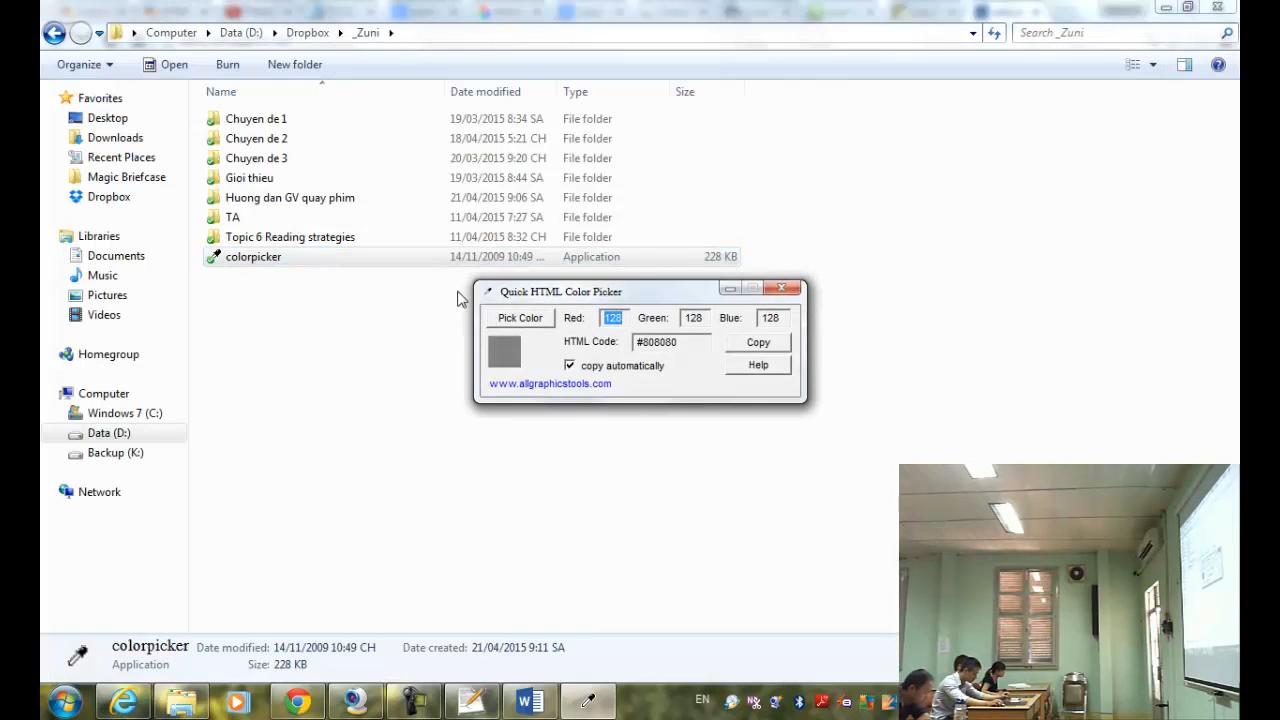 Computer Data (D:) Dropbox _Zuni Search _Zuni
Organize Open Burn New folder
Name Date modified Type Size
Favorites
Desktop
Downloads
Recent Places
Magic Briefcase
Dropbox
Libraries
Documents
Music
Pictures
Videos
Homegroup
Computer
Windows 7 (C:)
Data (D:)
Backup (K:)
Network
Chuyen de 1 19/03/2015 8:34 SA File folder
Chuyen de 2 18/04/2015 5:21 CH File folder
Chuyen de 3 20/03/2015 9:20 CH File folder
Gioi thieu 19/03/2015 8:44 SA File folder
Huong dan GV quay phim 21/04/2015 9:06 SA File folder
TA 11/04/2015 7:27 SA File folder
Topic 6 Reading strategies 11/04/2015 8:32 CH File folder
colorpicker 14/11/2009 10:49 ... Application 228 KB
Quick HTML Color Picker
Pick Color Red: 128 Green: 128 Blue: 128
HTML Code: #808080 Copy
copy automatically Help
www.allgraphicstools.com
colorpicker Date modified: 14/11/2009 10:49 CH Date created: 21/04/2015 9:11 SA
Application Size: 228 KB
EN